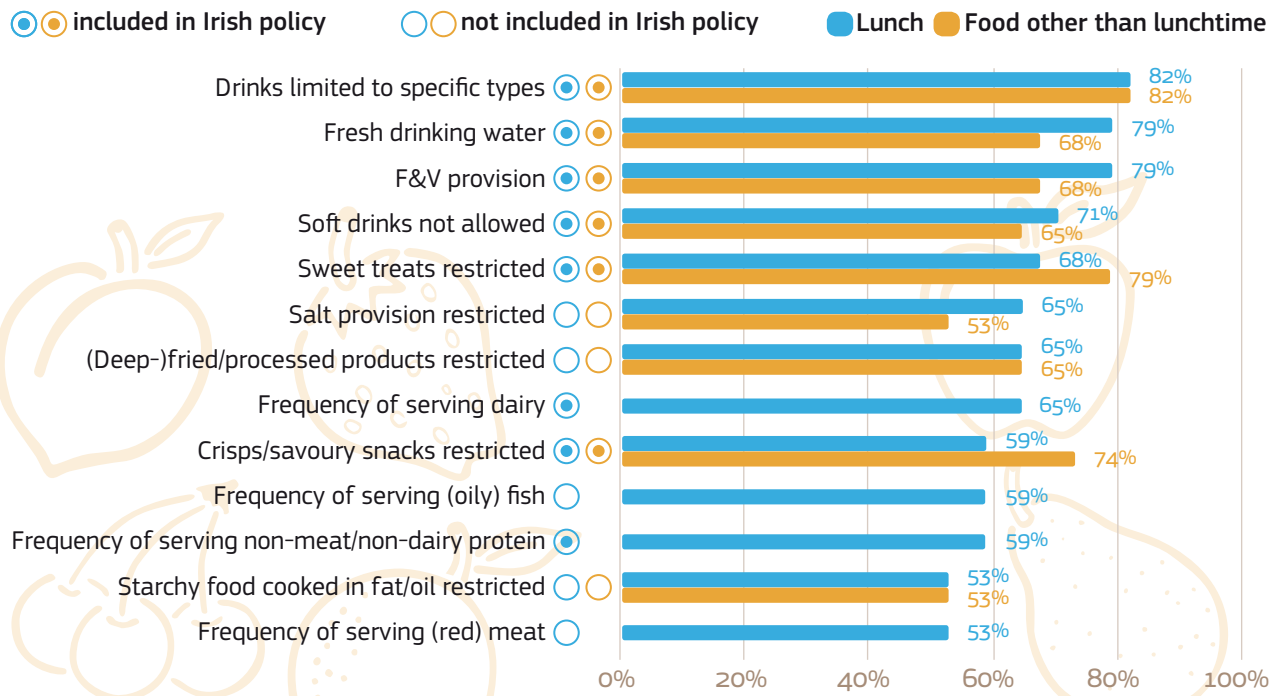 included in Irish policy not included in Irish policy Lunch Food other than lunchtime
Drinks limited to specific types 82%
82%
Fresh drinking water 79%
68%
F&V provision 79%
68%
Soft drinks not allowed 71%
65%
Sweet treats restricted 68%
79%
Salt provision restricted 65%
53%
(Deep-)fried/processed products restricted 65%
65%
Frequency of serving dairy 65%
Crisps/savoury snacks restricted 59%
74%
Frequency of serving (oily) fish 59%
Frequency of serving non-meat/non-dairy protein 59%
Starchy food cooked in fat/oil restricted 53%
53%
Frequency of serving (red) meat 53%
0% 20% 40% 60% 80% 100%